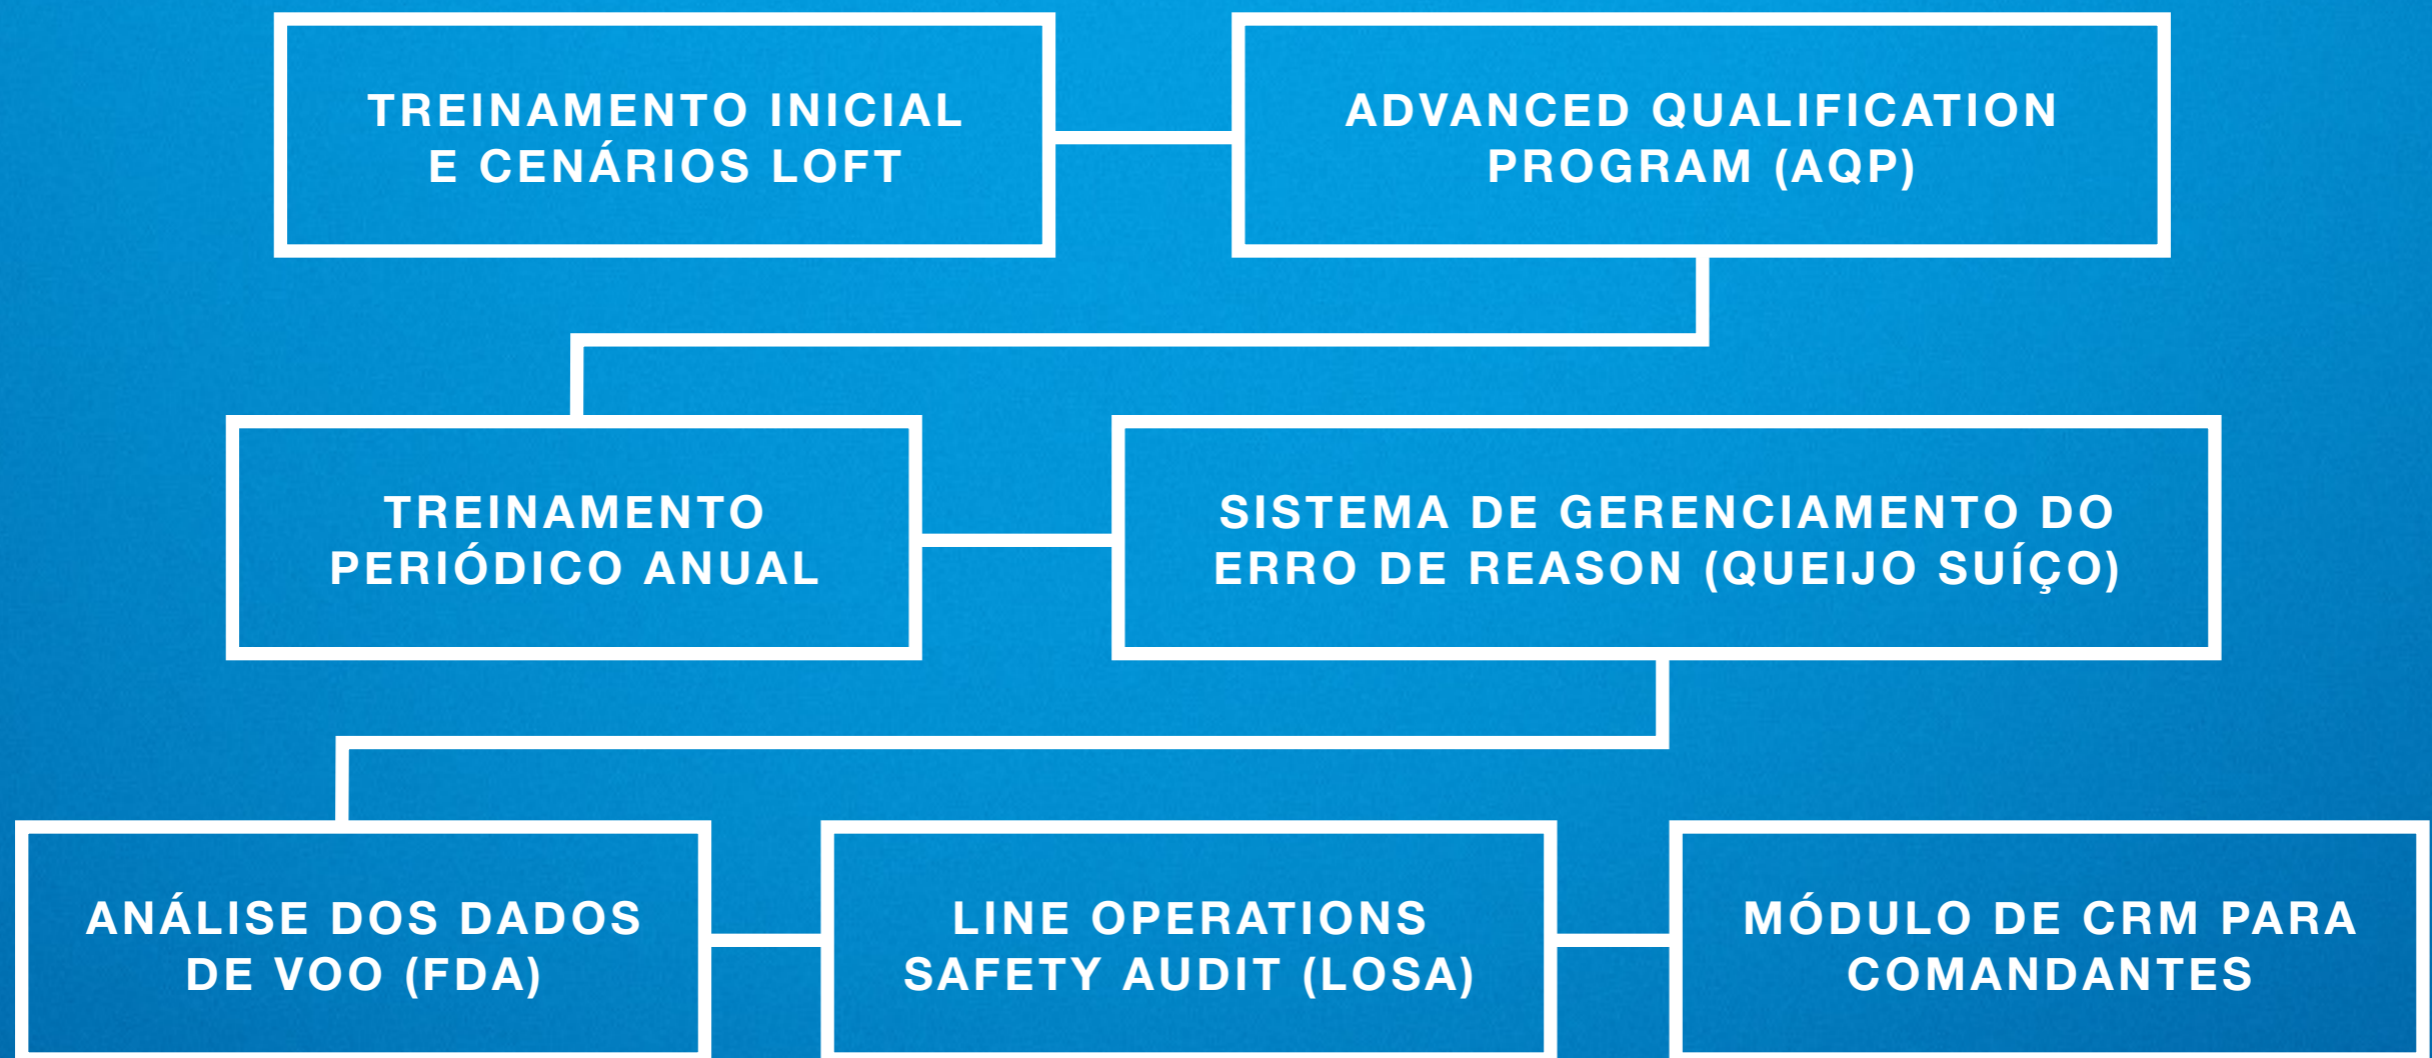 TREINAMENTO INICIAL
E CENÁRIOS LOFT
ADVANCED QUALIFICATION
PROGRAM (AQP)
TREINAMENTO
PERIÓDICO ANUAL
SISTEMA DE GERENCIAMENTO DO
ERRO DE REASON (QUEIJO SUÍÇO)
ANÁLISE DOS DADOS
DE VOO (FDA)
LINE OPERATIONS
SAFETY AUDIT (LOSA)
MÓDULO DE CRM PARA
COMANDANTES